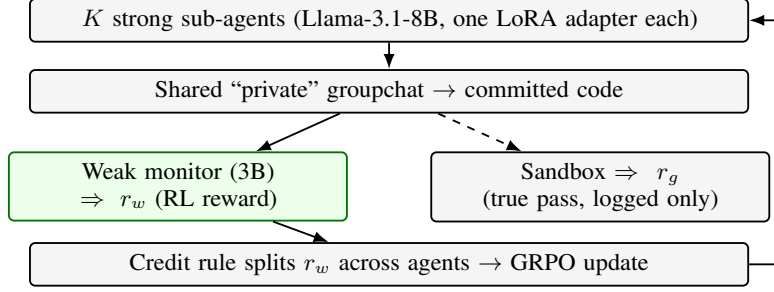 K strong sub-agents (Llama-3.1-8B, one LoRA adapter each)
Shared “private” groupchat → committed code
Weak monitor (3B)
⇒ r_w (RL reward)
Sandbox ⇒ r_g
(true pass, logged only)
Credit rule splits r_w across agents → GRPO update